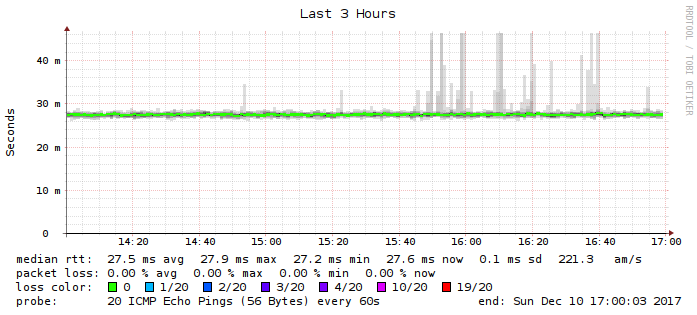 Last 3 Hours
RRDTOOL / TOBI OETIKER
Seconds
40 m
30 m
20 m
10 m
0
14:20 14:40 15:00 15:20 15:40 16:00 16:20 16:40 17:00
median rtt: 27.5 ms avg 27.9 ms max 27.2 ms min 27.6 ms now 0.1 ms sd 221.3 am/s
packet loss: 0.00 % avg 0.00 % max 0.00 % min 0.00 % now
loss color: 0 1/20 2/20 3/20 4/20 10/20 19/20
probe: 20 ICMP Echo Pings (56 Bytes) every 60s end: Sun Dec 10 17:00:03 2017